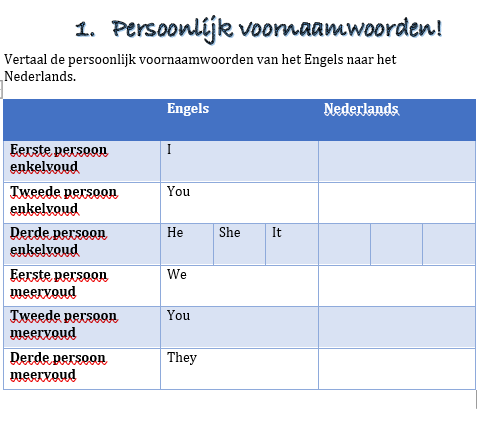 1. Persoonlijk voornaamwoorden!
Vertaal de persoonlijk voornaamwoorden van het Engels naar het
Nederlands.
Engels Nederlands
Eerste persoon I
enkelvoud
Tweede persoon You
enkelvoud
Derde persoon He She It
enkelvoud
Eerste persoon We
meervoud
Tweede persoon You
meervoud
Derde persoon They
meervoud